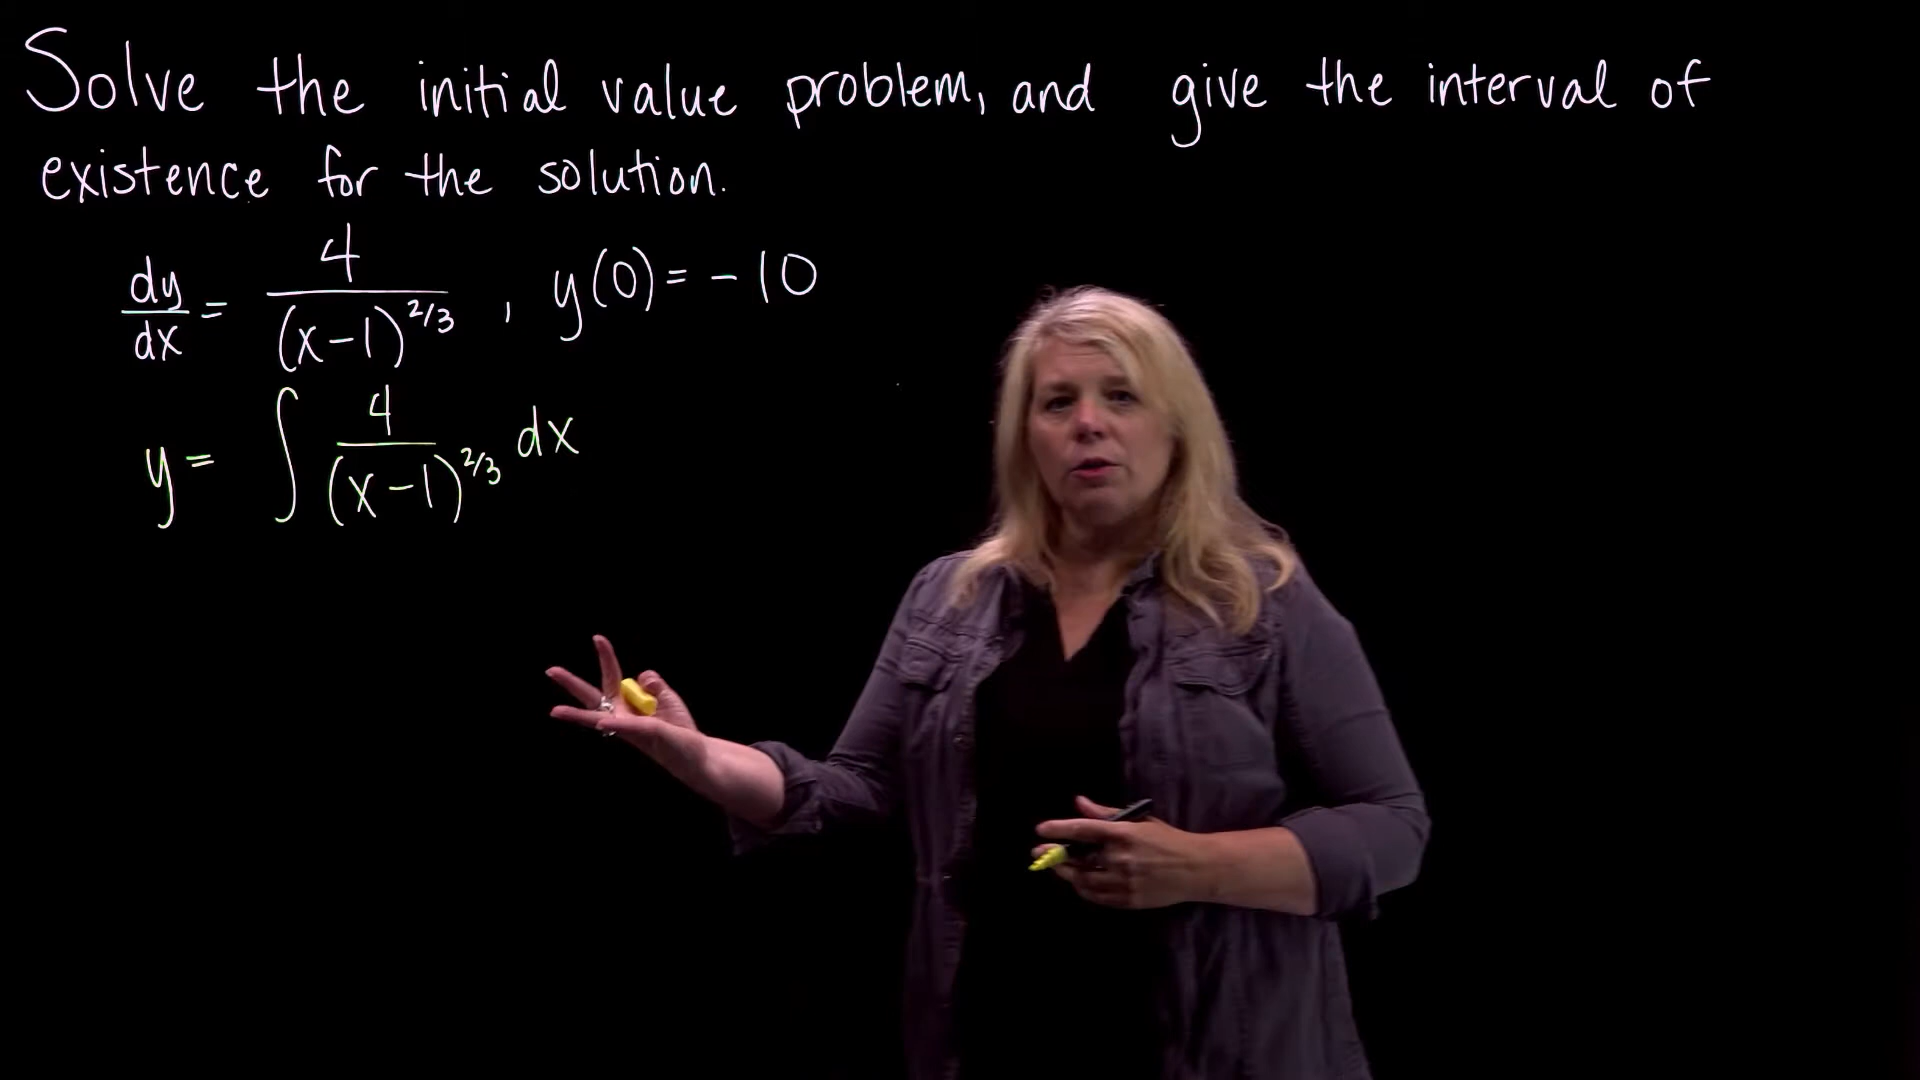 Solve the initial value problem, and give the interval of
existence for the solution.
dy/dx = 4/(x-1)^2/3 , y(0) = -10
y = ∫ 4/(x-1)^2/3 dx